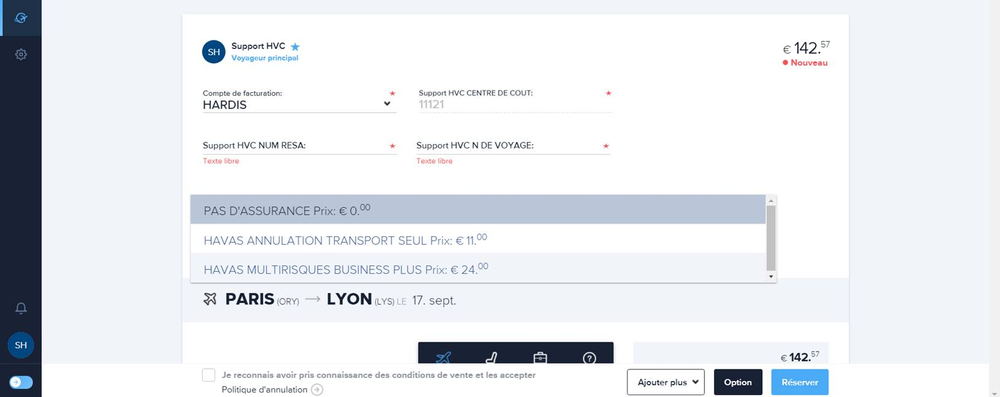 SH
Support HVC
Voyageur principal
€ 142.57
Nouveau
Compte de facturation:
HARDIS
Support HVC CENTRE DE COUT:
11121
Support HVC NUM RESA:
Texte libre
Support HVC N DE VOYAGE:
Texte libre
PAS D'ASSURANCE Prix: € 0.00
HAVAS ANNULATION TRANSPORT SEUL Prix: € 11.00
HAVAS MULTIRISQUES BUSINESS PLUS Prix: € 24.00
PARIS (ORY) → LYON (LYS) LE 17. sept.
€ 142.57
SH
Je reconnais avoir pris connaissance des conditions de vente et les accepter
Politique d'annulation
Ajouter plus
Option
Réserver